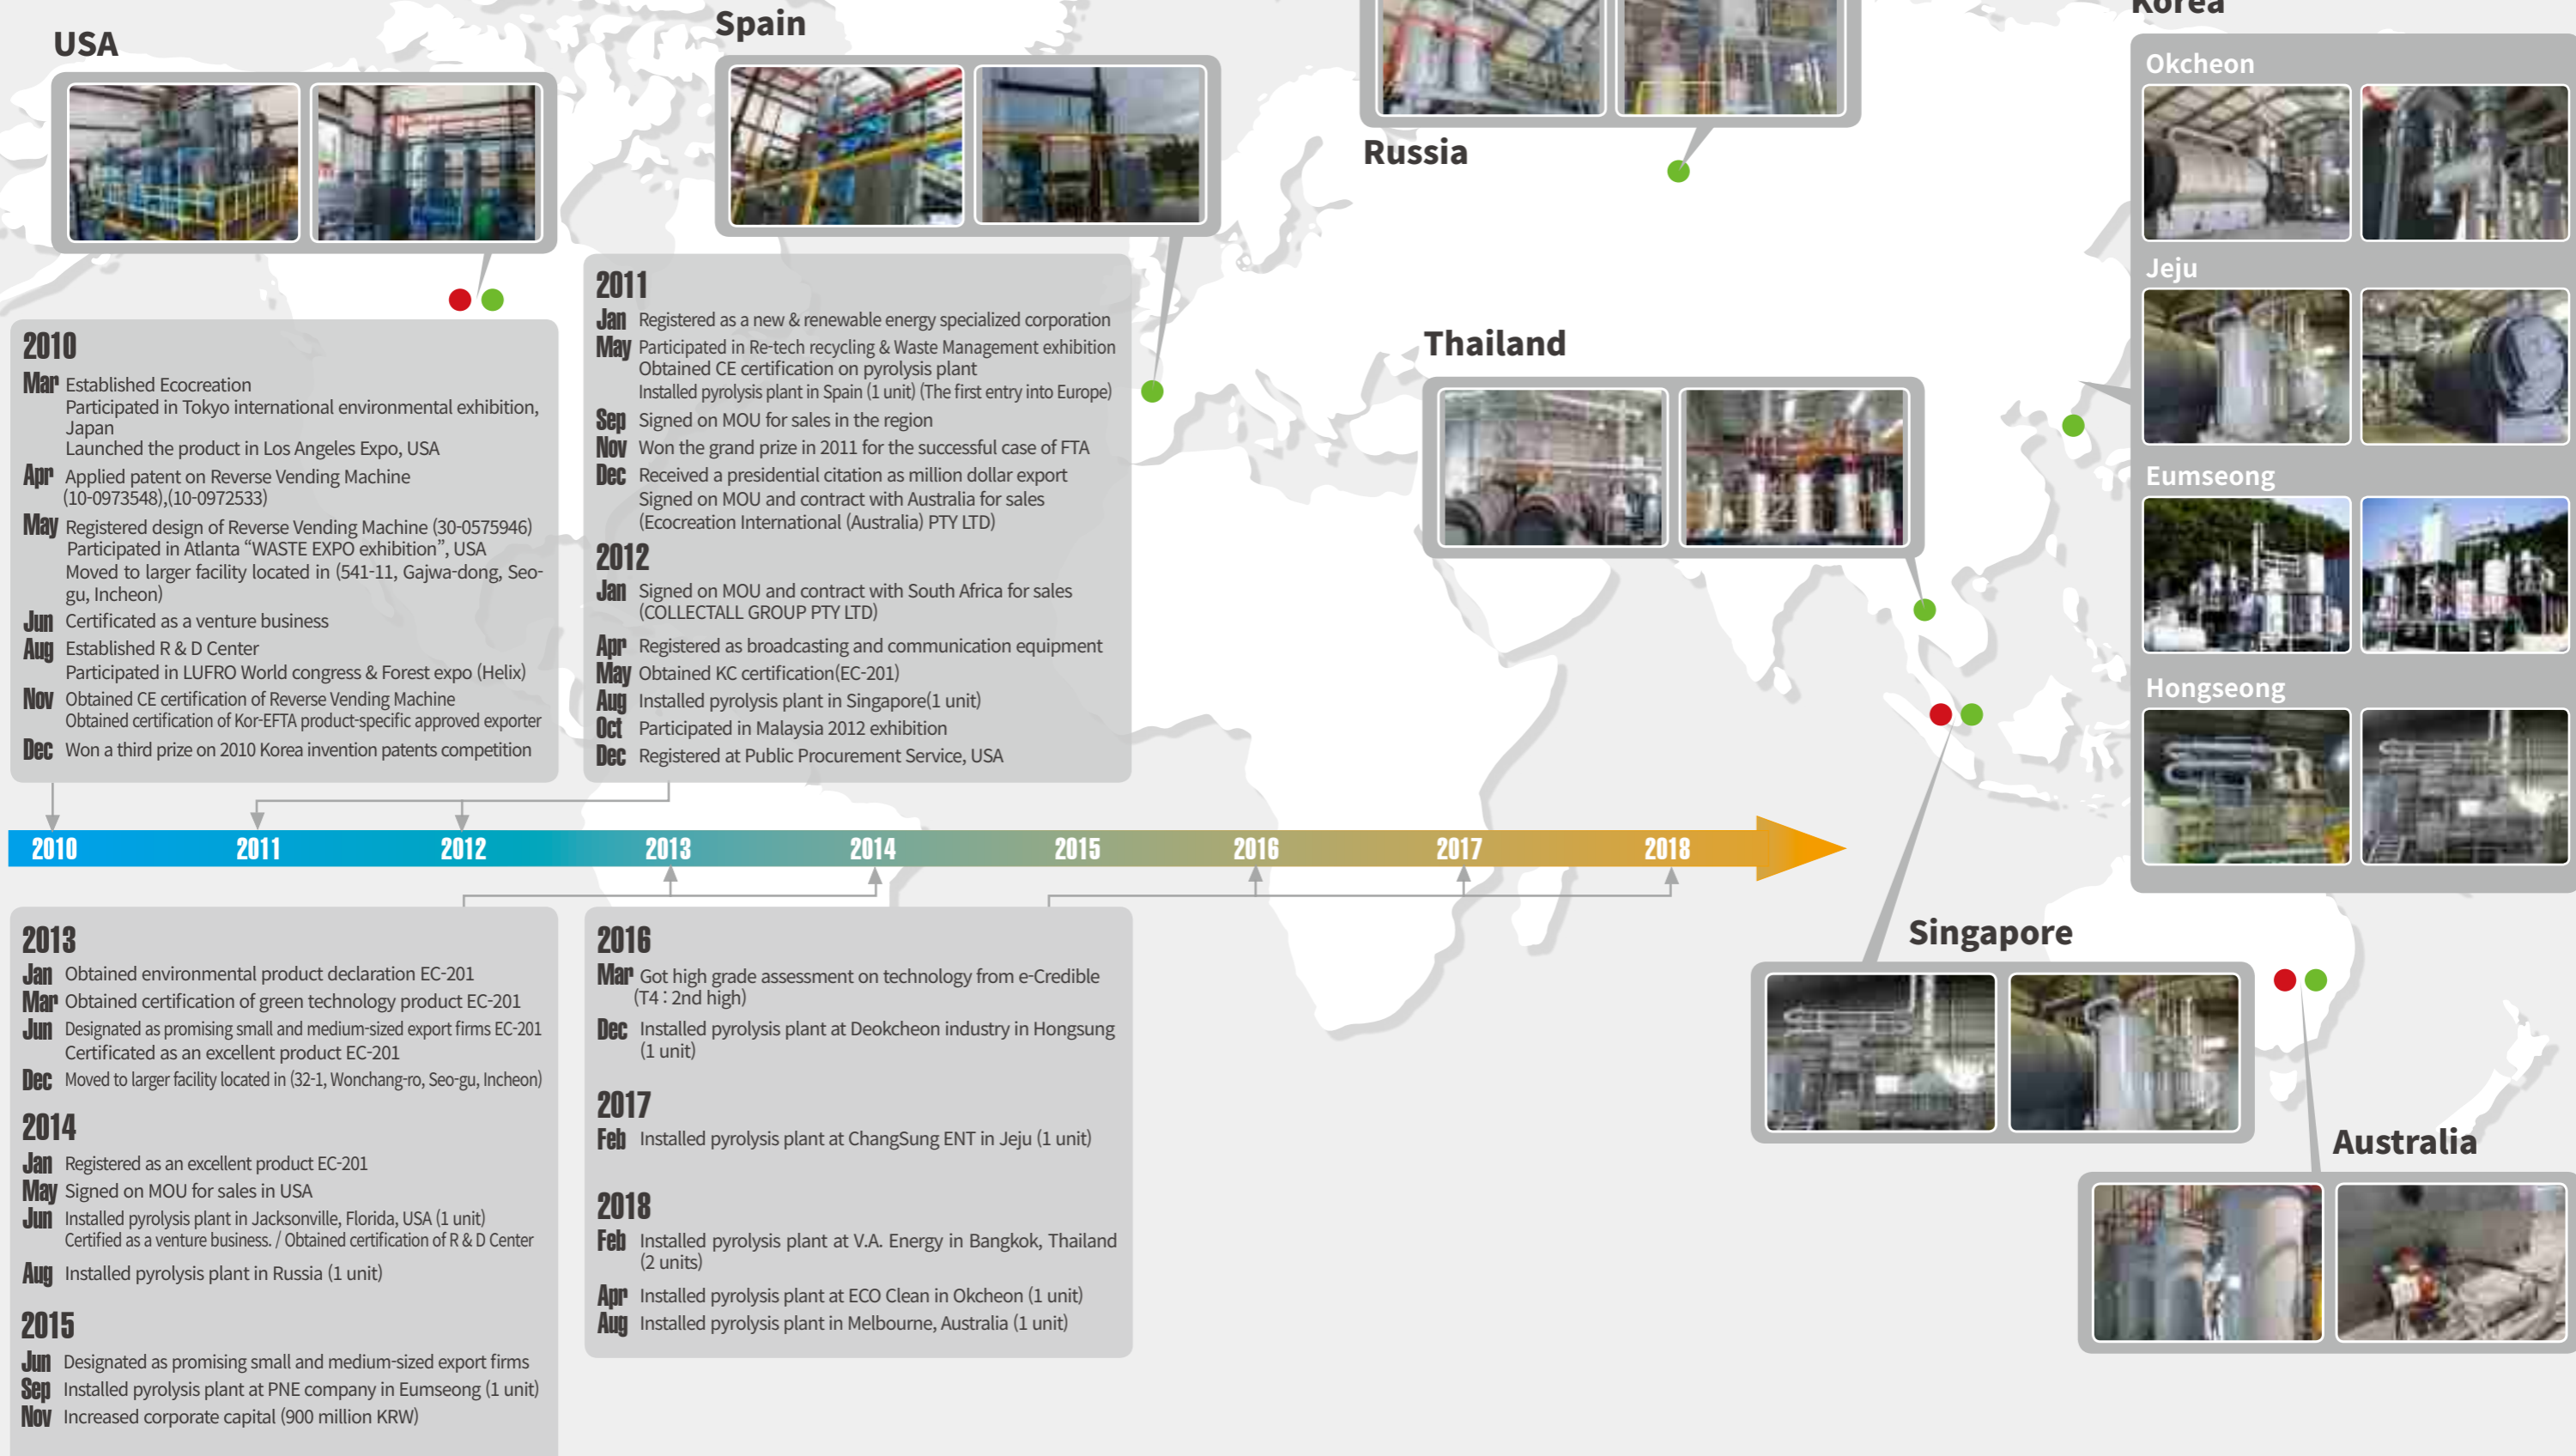 USA
Spain
Russia
Korea
Okcheon
Jeju
Eumseong
Hongseong
Thailand
Singapore
Australia
2010
Mar Established Ecocreation
Participated in Tokyo international environmental exhibition,
Japan
Launched the product in Los Angeles Expo, USA
Apr Applied patent on Reverse Vending Machine
(10-0973548),(10-0972533)
May Registered design of Reverse Vending Machine (30-0575946)
Participated in Atlanta “WASTE EXPO exhibition”, USA
Moved to larger facility located in (541-11, Gajwa-dong, Seo-
gu, Incheon)
Jun Certificated as a venture business
Aug Established R & D Center
Participated in LUFRO World congress & Forest expo (Helix)
Nov Obtained CE certification of Reverse Vending Machine
Obtained certification of Kor-EFTA product-specific approved exporter
Dec Won a third prize on 2010 Korea invention patents competition
2011
Jan Registered as a new & renewable energy specialized corporation
May Participated in Re-tech recycling & Waste Management exhibition
Obtained CE certification on pyrolysis plant
Installed pyrolysis plant in Spain (1 unit) (The first entry into Europe)
Sep Signed on MOU for sales in the region
Nov Won the grand prize in 2011 for the successful case of FTA
Dec Received a presidential citation as million dollar export
Signed on MOU and contract with Australia for sales
(Ecocreation International (Australia) PTY LTD)
2012
Jan Signed on MOU and contract with South Africa for sales
(COLLECTALL GROUP PTY LTD)
Apr Registered as broadcasting and communication equipment
May Obtained KC certification(EC-201)
Aug Installed pyrolysis plant in Singapore(1 unit)
Oct Participated in Malaysia 2012 exhibition
Dec Registered at Public Procurement Service, USA
2010 2011 2012 2013 2014 2015 2016 2017 2018
2013
Jan Obtained environmental product declaration EC-201
Mar Obtained certification of green technology product EC-201
Jun Designated as promising small and medium-sized export firms EC-201
Certificated as an excellent product EC-201
Dec Moved to larger facility located in (32-1, Wonchang-ro, Seo-gu, Incheon)
2014
Jan Registered as an excellent product EC-201
May Signed on MOU for sales in USA
Jun Installed pyrolysis plant in Jacksonville, Florida, USA (1 unit)
Certified as a venture business. / Obtained certification of R & D Center
Aug Installed pyrolysis plant in Russia (1 unit)
2015
Jun Designated as promising small and medium-sized export firms
Sep Installed pyrolysis plant at PNE company in Eumseong (1 unit)
Nov Increased corporate capital (900 million KRW)
2016
Mar Got high grade assessment on technology from e-Credible
(T4 : 2nd high)
Dec Installed pyrolysis plant at Deokcheon industry in Hongsung
(1 unit)
2017
Feb Installed pyrolysis plant at ChangSung ENT in Jeju (1 unit)
2018
Feb Installed pyrolysis plant at V.A. Energy in Bangkok, Thailand
(2 units)
Apr Installed pyrolysis plant at ECO Clean in Okcheon (1 unit)
Aug Installed pyrolysis plant in Melbourne, Australia (1 unit)